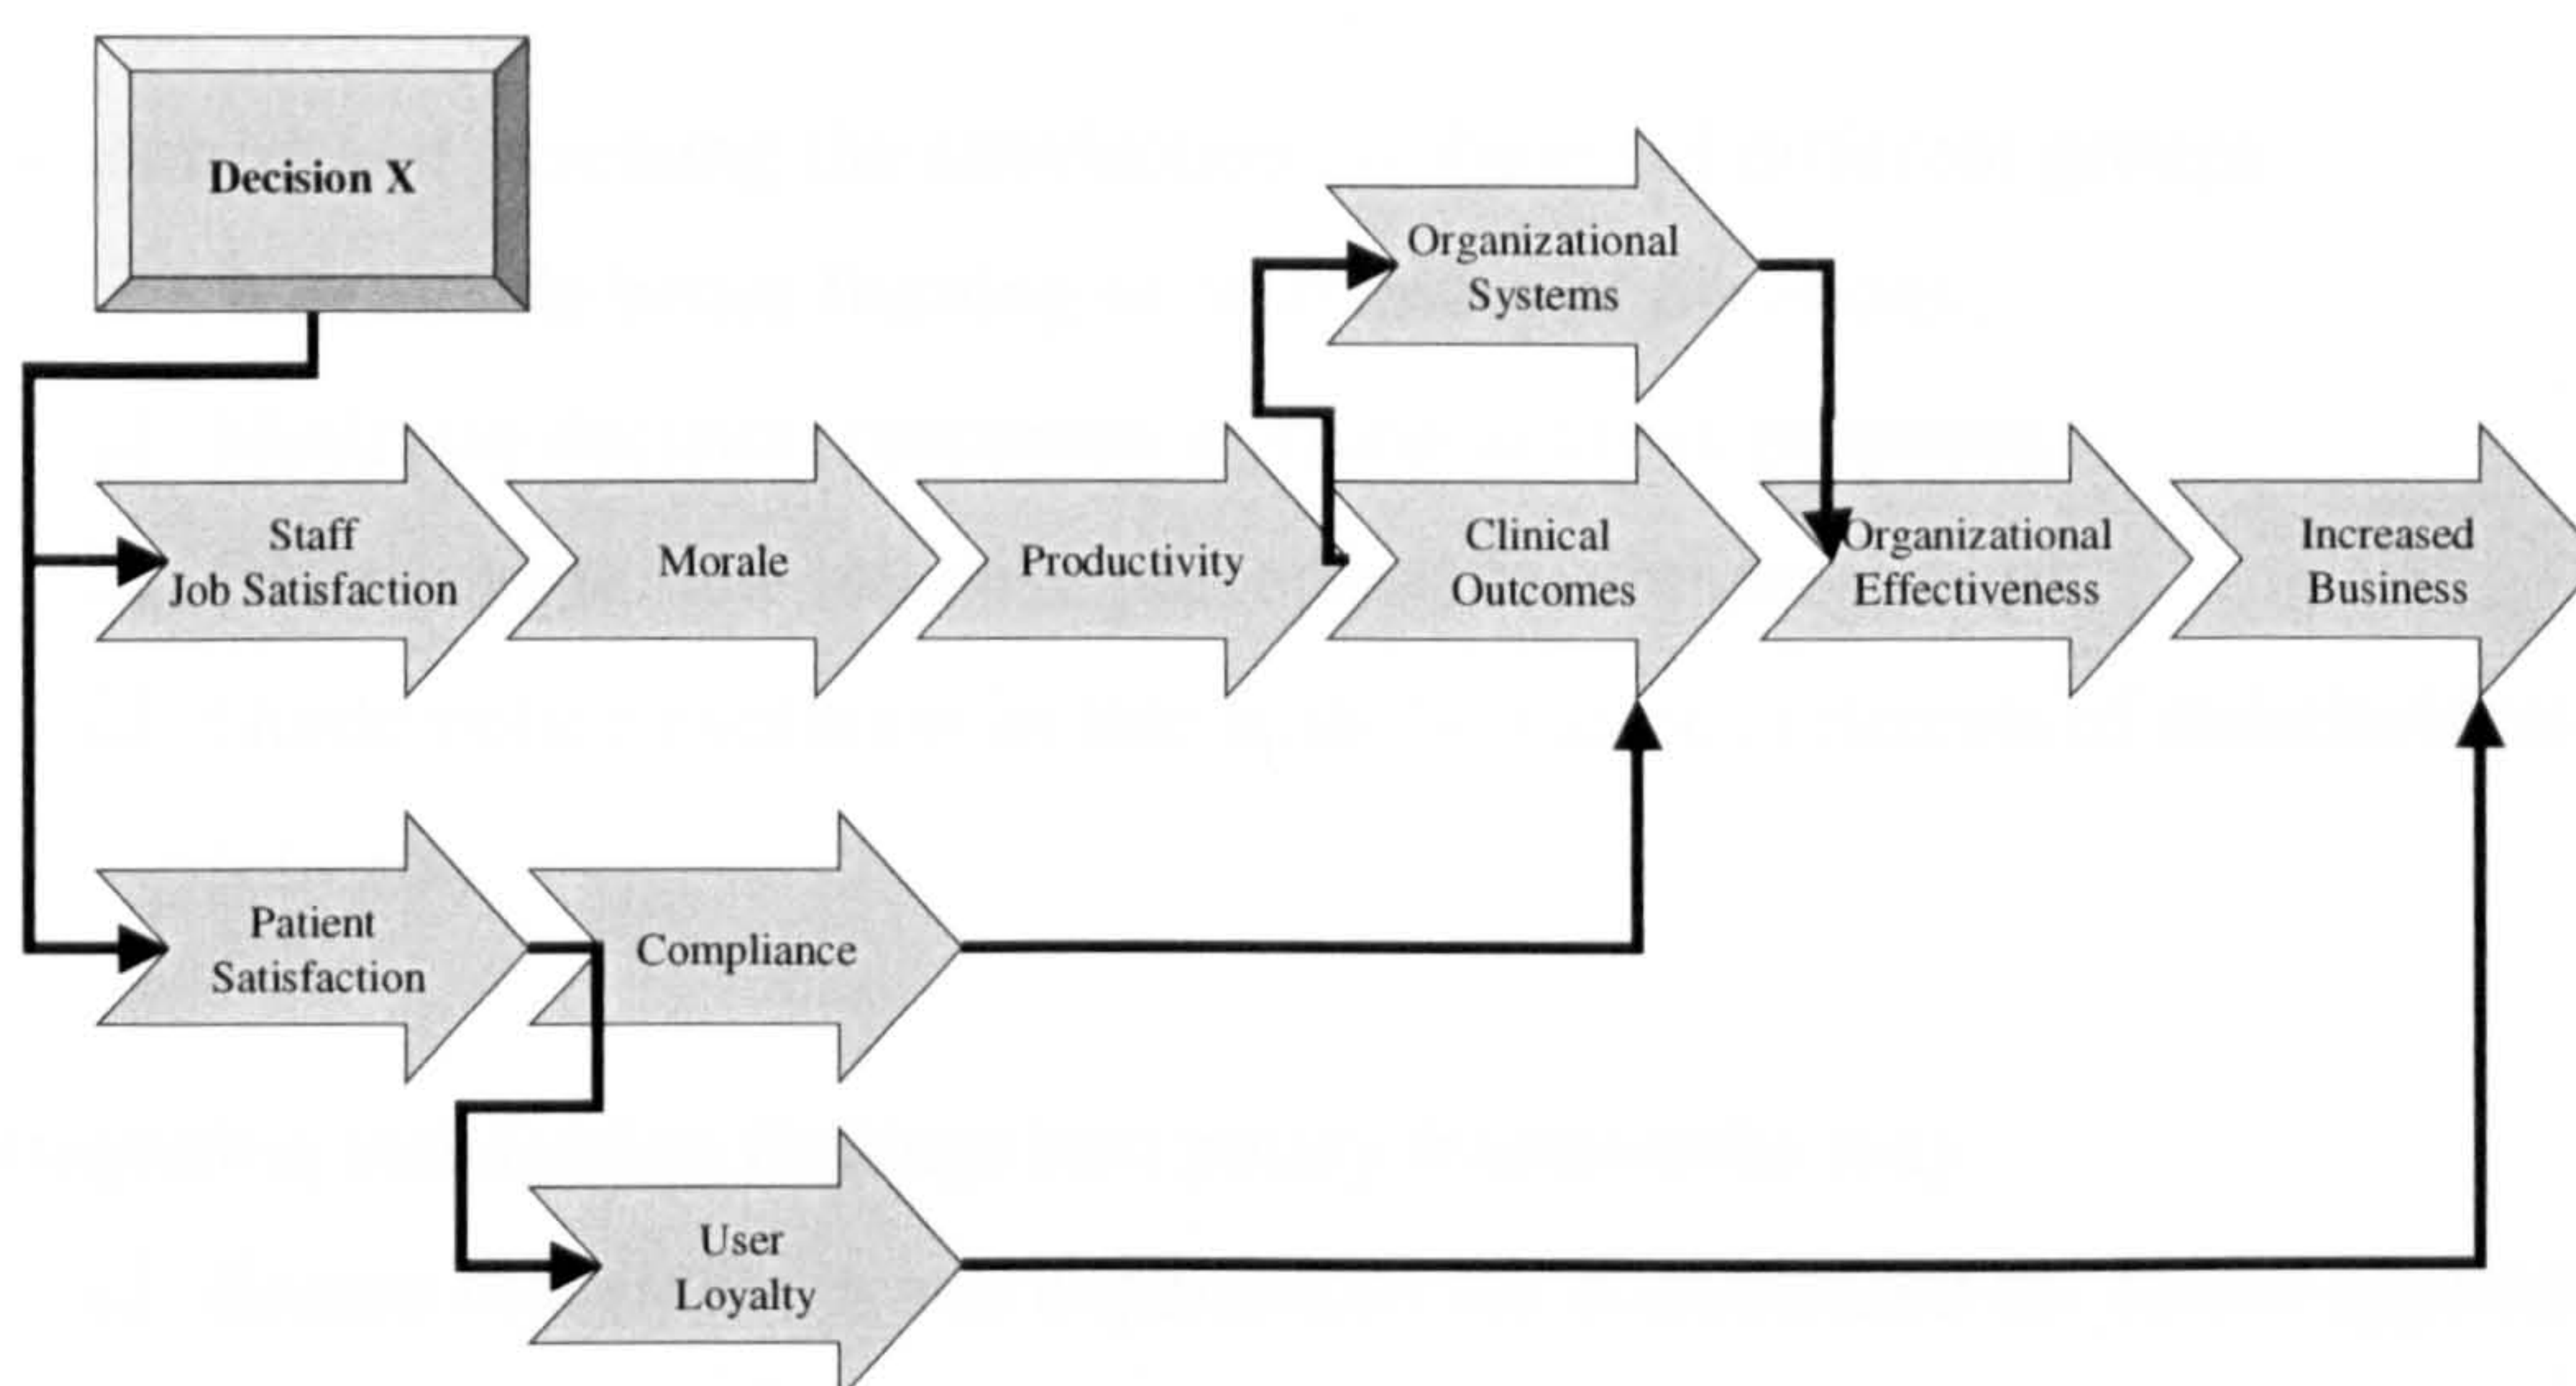 Decision X
Organizational
Systems
Staff
Job Satisfaction
Morale
Productivity
Clinical
Outcomes
Organizational
Effectiveness
Increased
Business
Patient
Satisfaction
Compliance
User
Loyalty